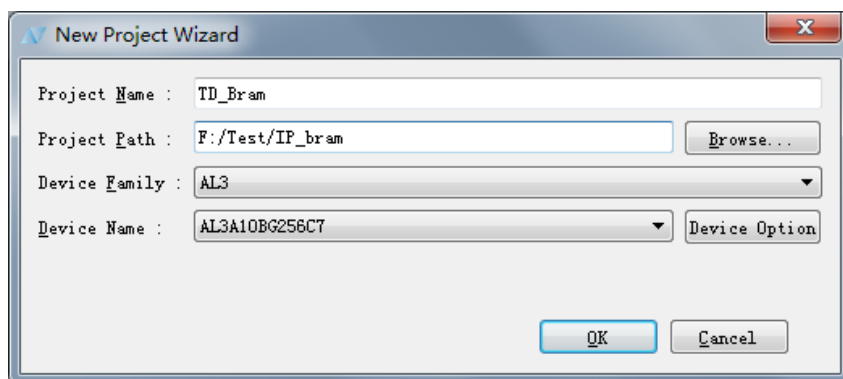 New Project Wizard
Project Name : TD_Bram
Project Path : F:/Test/IP_bram Browse...
Device Family : AL3
Device Name : AL3A10BG256C7 Device Option
OK Cancel